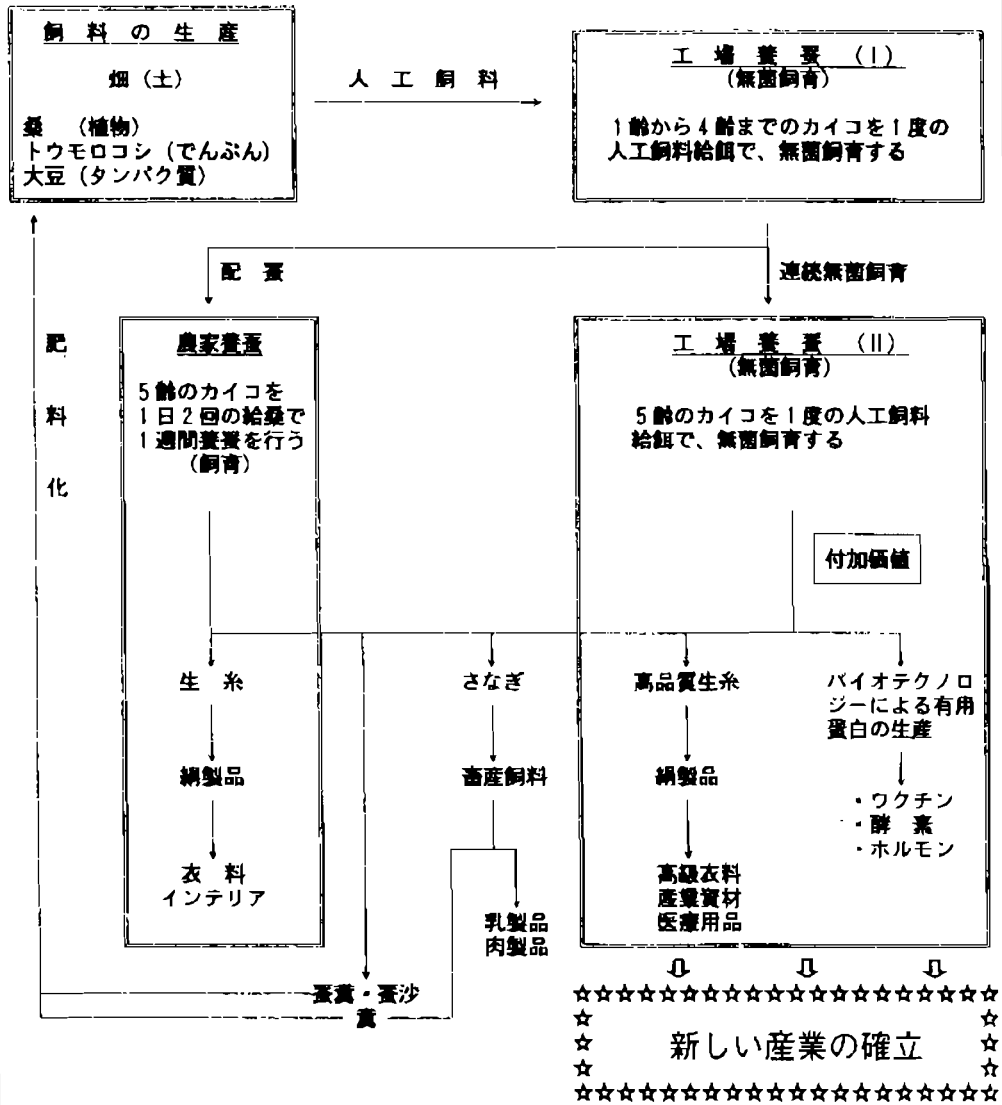 飼料の生産
畑（土）
桑　（植物）
トウモロコシ（でんぷん）
大豆（タンパク質）
人工飼料
工場養蚕（I）
（無菌飼育）
1齢から4齢までのカイコを1度の
人工飼料給餌で、無菌飼育する
配蚕
連続無菌飼育
肥料化
農家養蚕
5齢のカイコを
1日2回の給桑で
1週間養蚕を行う
（飼育）
工場養蚕（II）
（無菌飼育）
5齢のカイコを1度の人工飼料
給餌で、無菌飼育する
付加価値
生糸
さなぎ
高品質生糸
バイオテクノロ
ジーによる有用
蛋白の生産
絹製品
畜産飼料
絹製品
・ワクチン
・酵素
・ホルモン
衣料
インテリア
高級衣料
産業資材
医療用品
乳製品
肉製品
蚕糞・蚕沙
糞
新しい産業の確立